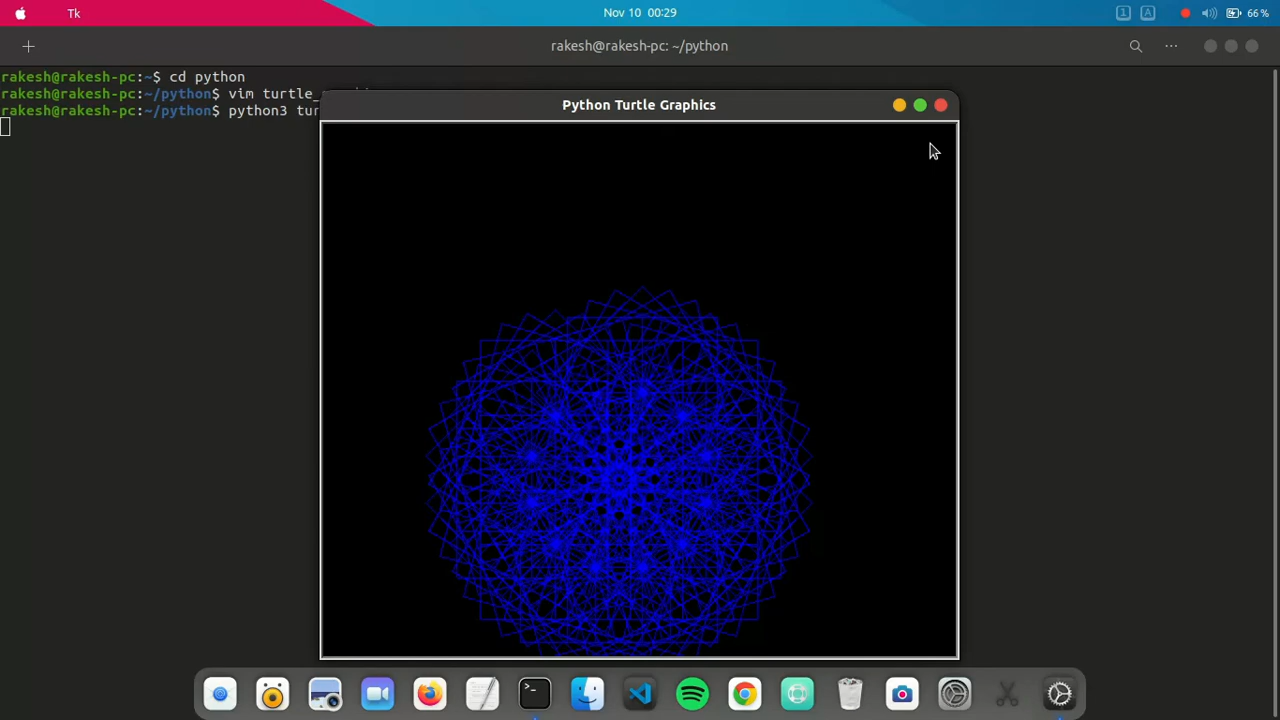 Tk
Nov 10 00:29
1 A
66 %
rakesh@rakesh-pc: ~/python
rakesh@rakesh-pc:~$ cd python
rakesh@rakesh-pc:~/python$ vim turtle_
rakesh@rakesh-pc:~/python$ python3 tur
Python Turtle Graphics